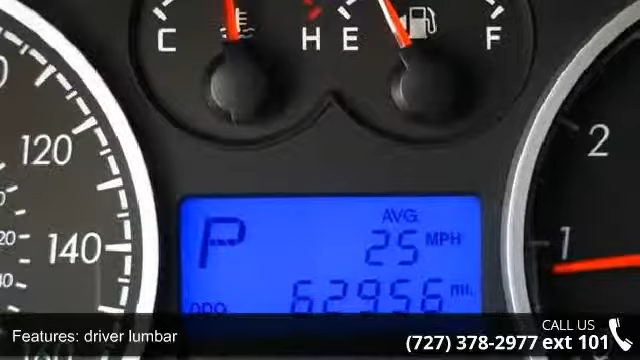 C H E F
120
2
P AVG. 25 MPH
140
1
ODO 62956 mi.
Features: driver lumbar
CALL US
(727) 378-2977 ext 101